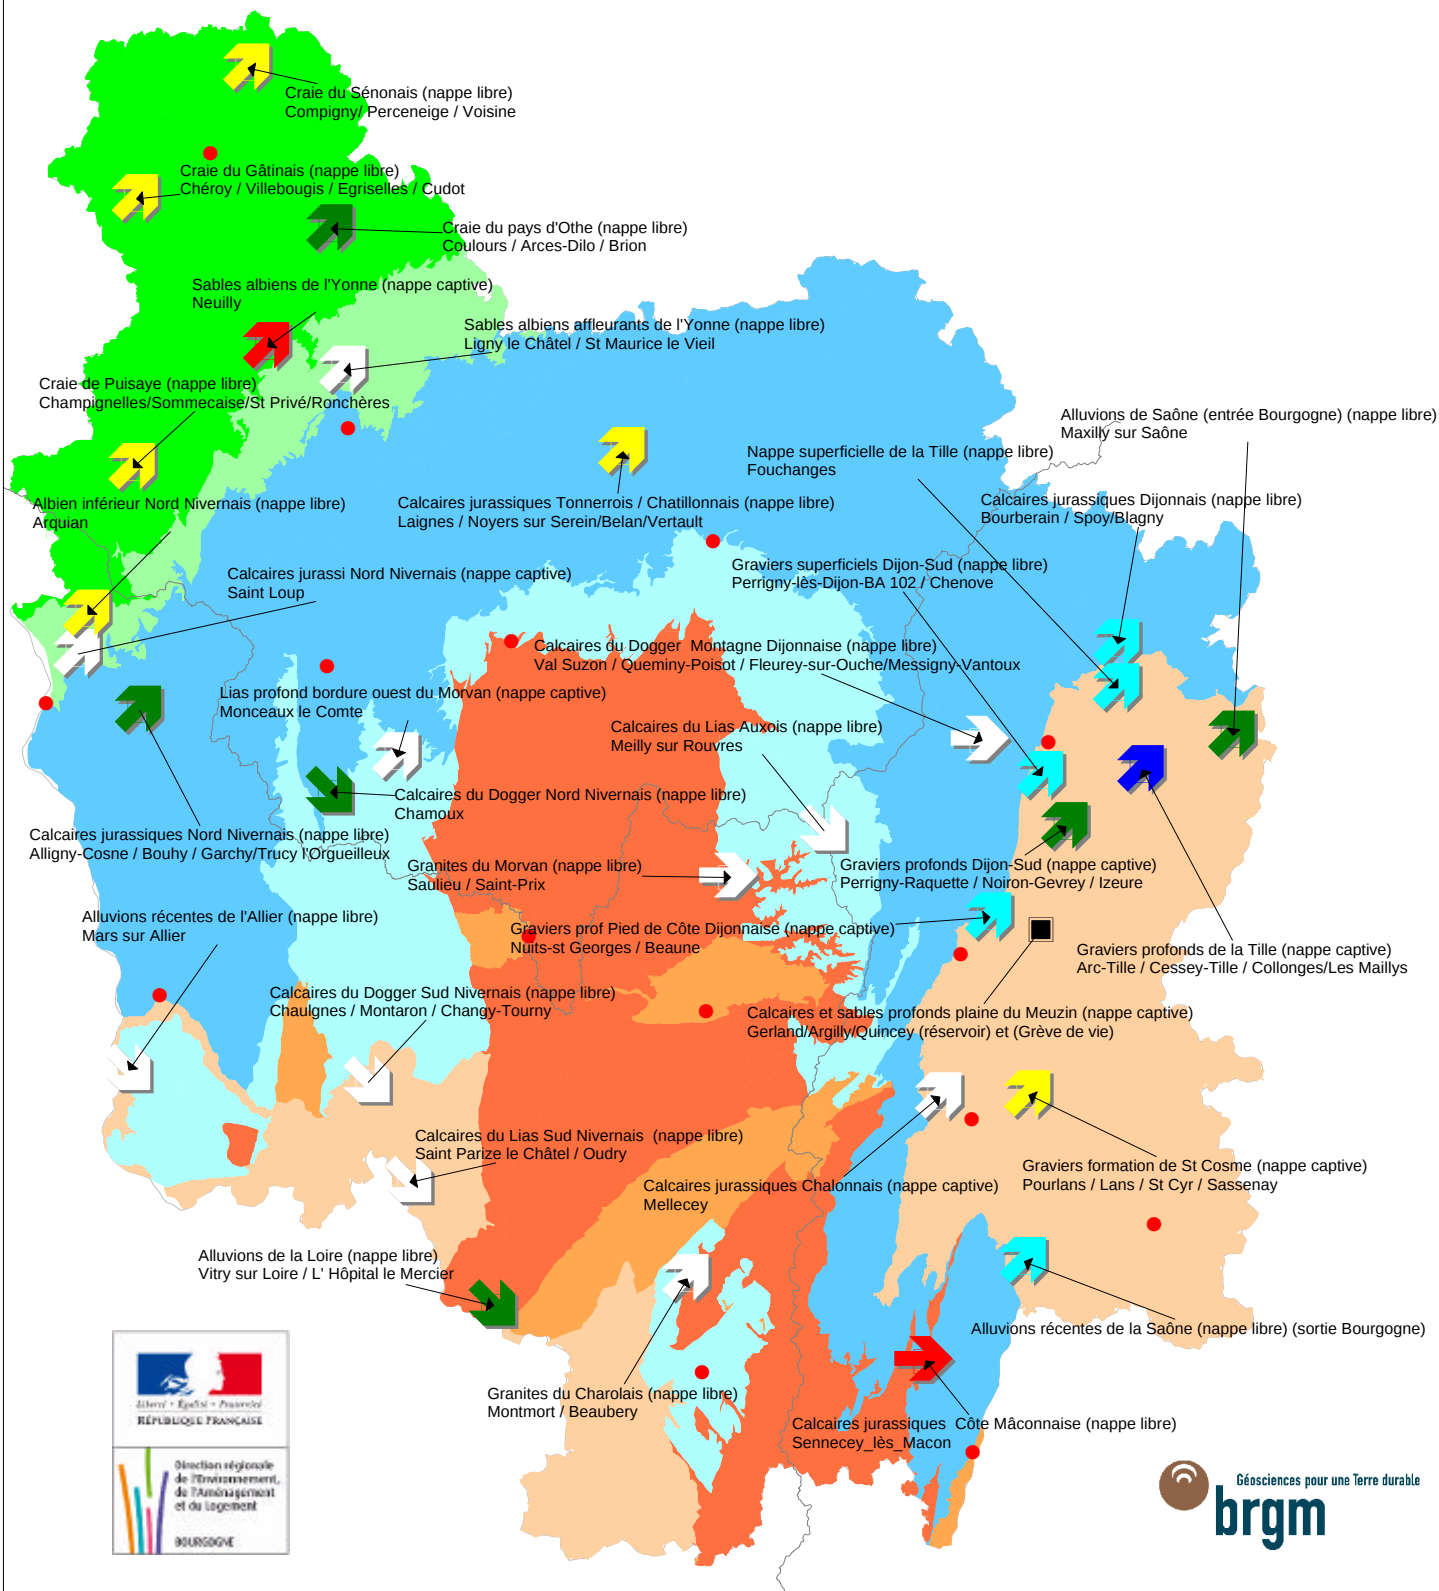 Craie du Sénonais (nappe libre)
Compigny/ Perceneige / Voisine
Craie du Gâtinais (nappe libre)
Chéroy / Villebougis / Egriselles / Cudot
Craie du pays d'Othe (nappe libre)
Coulours / Arces-Dilo / Brion
Sables albiens de l'Yonne (nappe captive)
Neuilly
Sables albiens affleurants de l'Yonne (nappe libre)
Ligny le Châtel / St Maurice le Vieil
Craie de Puisaye (nappe libre)
Champignelles/Sommecaise/St Privé/Ronchères
Alluvions de Saône (entrée Bourgogne) (nappe libre)
Maxilly sur Saône
Nappe superficielle de la Tille (nappe libre)
Fouchanges
Albien inférieur Nord Nivernais (nappe libre)
Arquian
Calcaires jurassiques Tonnerrois / Chatillonnais (nappe libre)
Laignes / Noyers sur Serein/Belan/Vertault
Calcaires jurassiques Dijonnais (nappe libre)
Bourberain / Spoy/Blagny
Calcaires jurassi Nord Nivernais (nappe captive)
Saint Loup
Graviers superficiels Dijon-Sud (nappe libre)
Perrigny-lès-Dijon-BA 102 / Chenove
Calcaires du Dogger  Montagne Dijonnaise (nappe libre)
Val Suzon / Queminy-Poisot / Fleurey-sur-Ouche/Messigny-Vantoux
Lias profond bordure ouest du Morvan (nappe captive)
Monceaux le Comte
Calcaires du Lias Auxois (nappe libre)
Meilly sur Rouvres
Calcaires du Dogger Nord Nivernais (nappe libre)
Chamoux
Calcaires jurassiques Nord Nivernais (nappe libre)
Alligny-Cosne / Bouhy / Garchy/Trucy l'Orgueilleux
Granites du Morvan (nappe libre)
Saulieu / Saint-Prix
Graviers profonds Dijon-Sud (nappe captive)
Perrigny-Raquette / Noiron-Gevrey / Izeure
Alluvions récentes de l'Allier (nappe libre)
Mars sur Allier
Graviers prof Pied de Côte Dijonnaise (nappe captive)
Nuits-st Georges / Beaune
Graviers profonds de la Tille (nappe captive)
Arc-Tille / Cessey-Tille / Collonges/Les Maillys
Calcaires du Dogger Sud Nivernais (nappe libre)
Chaulgnes / Montaron / Changy-Tourny
Calcaires et sables profonds plaine du Meuzin (nappe captive)
Gerland/Argilly/Quincey (réservoir) et (Grève de vie)
Calcaires du Lias Sud Nivernais  (nappe libre)
Saint Parize le Châtel / Oudry
Graviers formation de St Cosme (nappe captive)
Pourlans / Lans / St Cyr / Sassenay
Calcaires jurassiques Chalonnais (nappe captive)
Mellecey
Alluvions de la Loire (nappe libre)
Vitry sur Loire / L' Hôpital le Mercier
Alluvions récentes de la Saône (nappe libre) (sortie Bourgogne)
Granites du Charolais (nappe libre)
Montmort / Beaubery
Calcaires jurassiques  Côte Mâconnaise (nappe libre)
Sennecey_lès_Macon
Liberté • Égalité • Fraternité
RÉPUBLIQUE FRANÇAISE
Direction régionale
de l'Environnement,
de l'Aménagement
et du Logement
BOURGOGNE
Géosciences pour une Terre durable
brgm